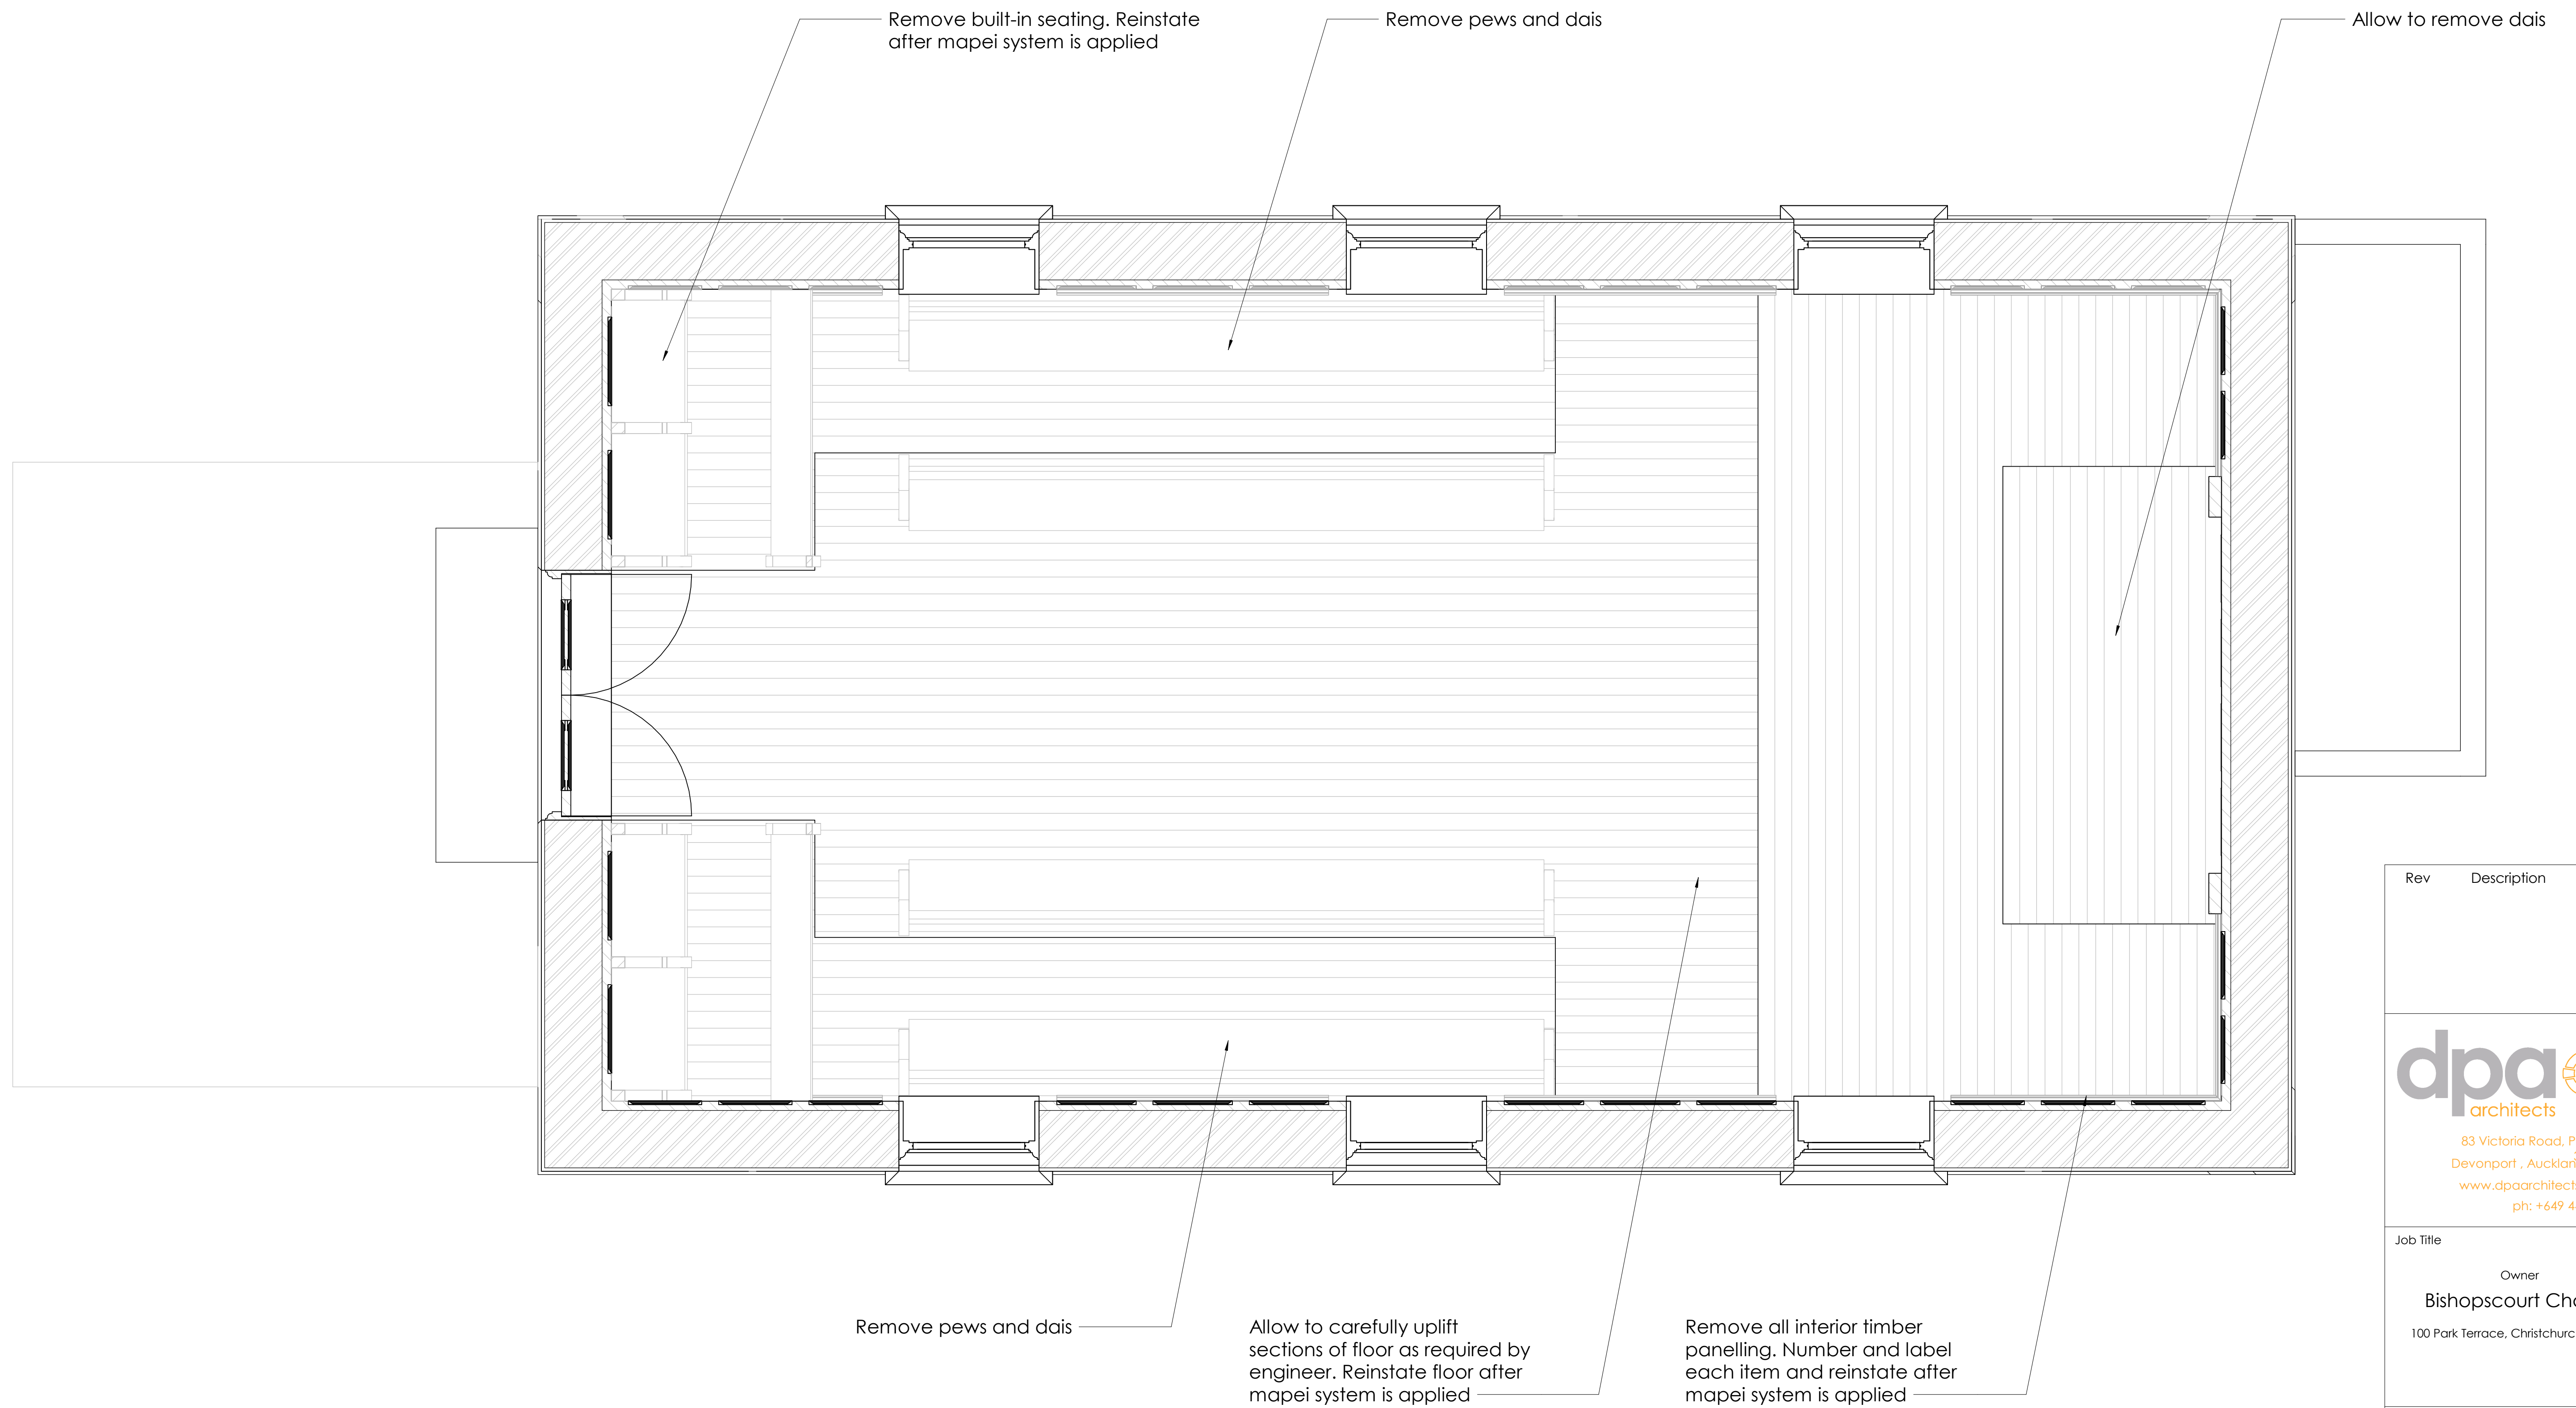 Remove built-in seating. Reinstate
after mapei system is applied
Remove pews and dais
Allow to remove dais
Remove pews and dais
Allow to carefully uplift
sections of floor as required by
engineer. Reinstate floor after
mapei system is applied
Remove all interior timber
panelling. Number and label
each item and reinstate after
mapei system is applied
Rev Description
dpa
architects
83 Victoria Road,
Devonport ,
ph: +649
Job Title
Owner
Bishopscourt
100 Park Terrace,